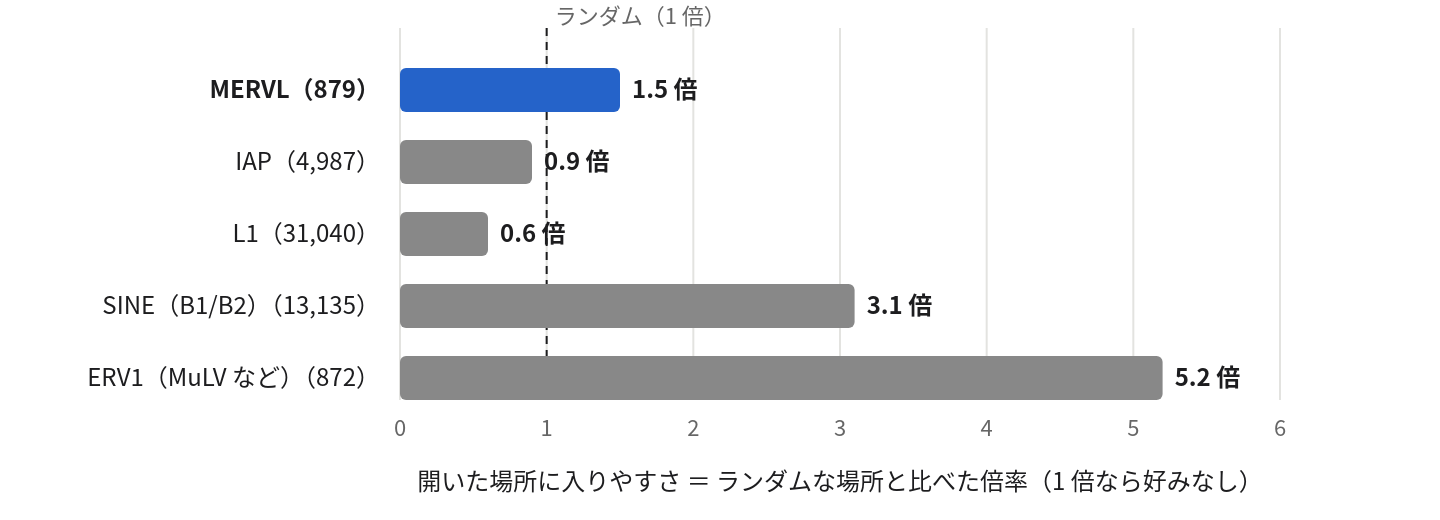 ランダム（1 倍）
MERVL（879） 1.5 倍
IAP（4,987） 0.9 倍
L1（31,040） 0.6 倍
SINE（B1/B2）（13,135） 3.1 倍
ERV1（MuLV など）（872） 5.2 倍
0 1 2 3 4 5 6
開いた場所に入りやすさ ＝ ランダムな場所と比べた倍率（1 倍なら好みなし）